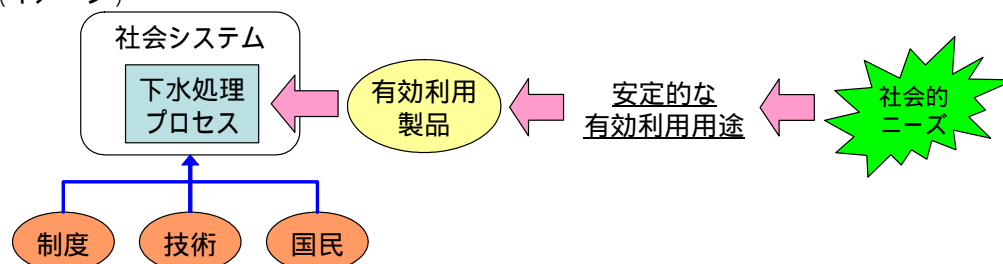 社会システム
下水処理
プロセス
有効利用
製品
安定的な
有効利用用途
社会的
ニーズ
制度
技術
国民